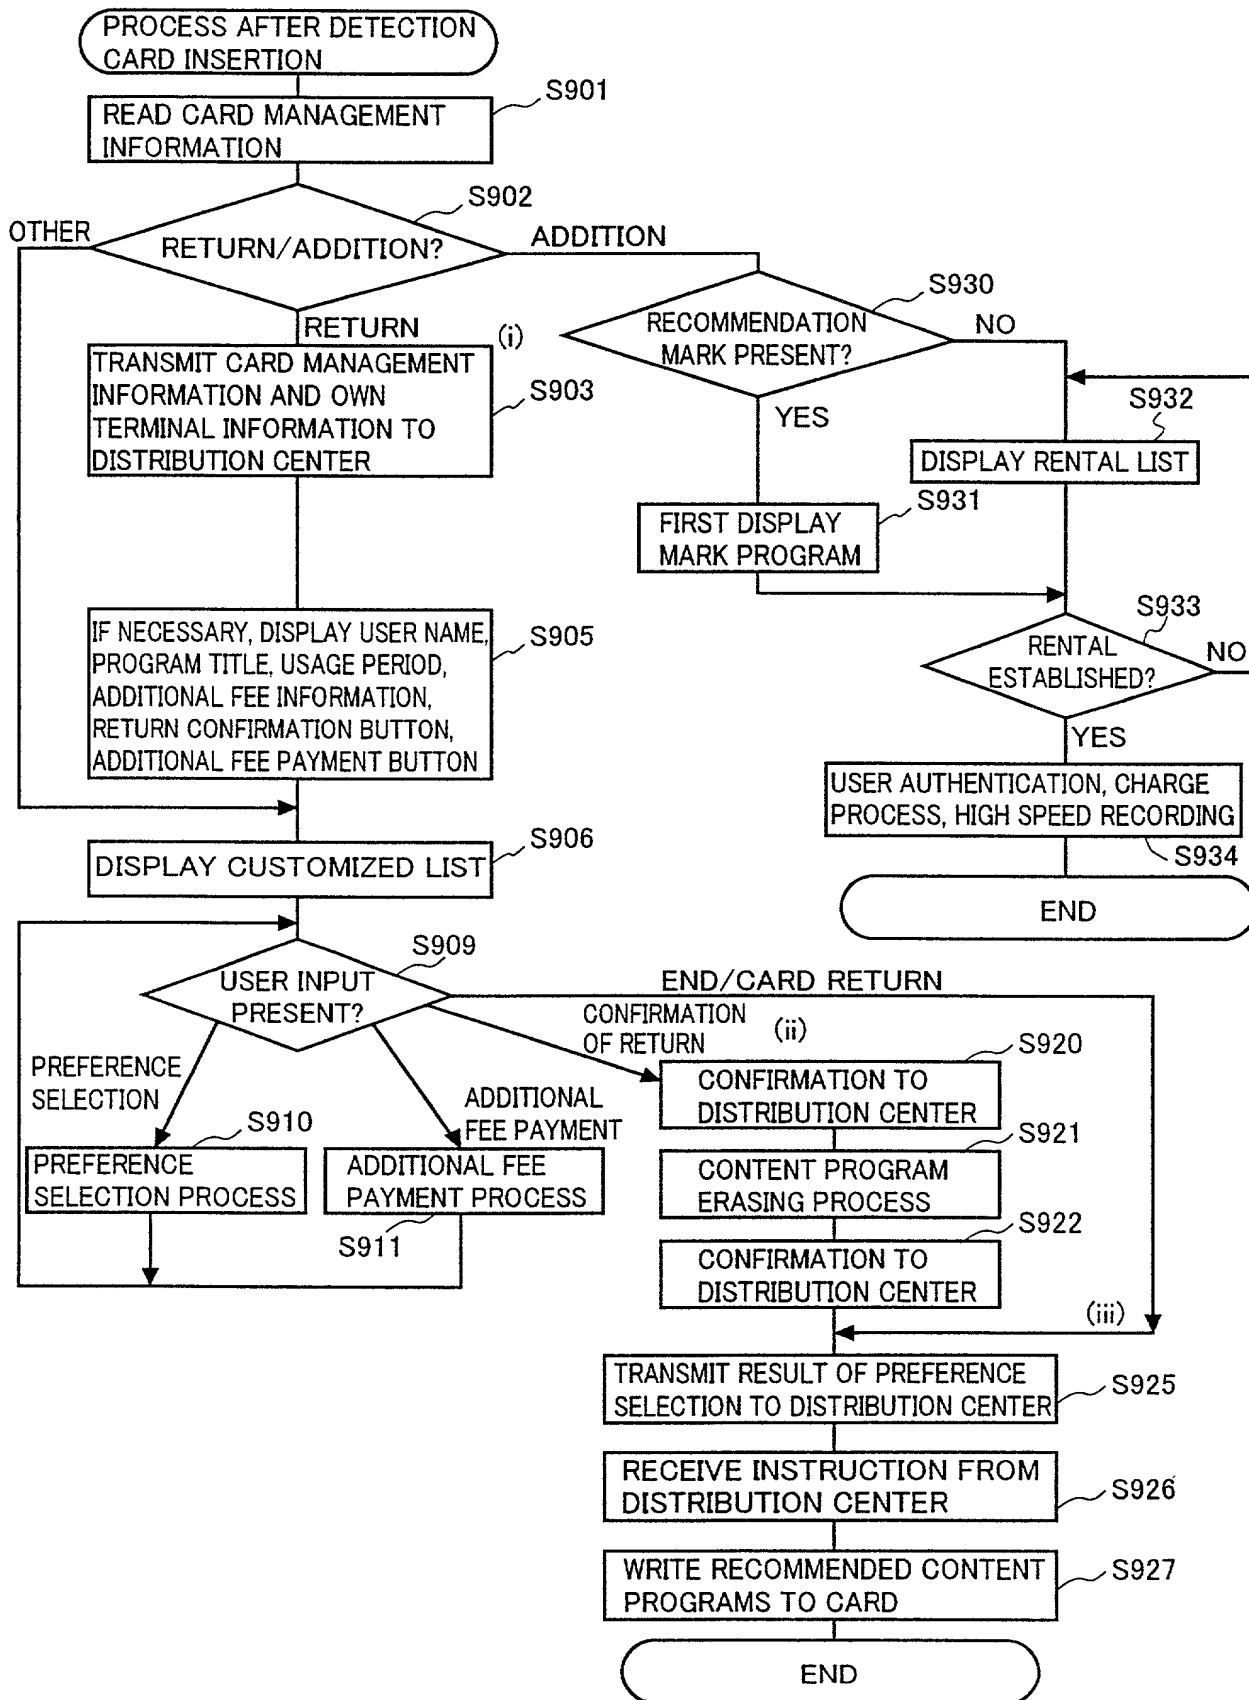 PROCESS AFTER DETECTION
CARD INSERTION
S901
READ CARD MANAGEMENT
INFORMATION
S902
OTHER
RETURN/ADDITION?
ADDITION
RETURN
(i)
TRANSMIT CARD MANAGEMENT
INFORMATION AND OWN
TERMINAL INFORMATION TO
DISTRIBUTION CENTER
S903
S930
RECOMMENDATION
MARK PRESENT?
NO
YES
S932
DISPLAY RENTAL LIST
S931
FIRST DISPLAY
MARK PROGRAM
S933
RENTAL
ESTABLISHED?
NO
YES
USER AUTHENTICATION, CHARGE
PROCESS, HIGH SPEED RECORDING
S934
END
IF NECESSARY, DISPLAY USER NAME,
PROGRAM TITLE, USAGE PERIOD,
ADDITIONAL FEE INFORMATION,
RETURN CONFIRMATION BUTTON,
ADDITIONAL FEE PAYMENT BUTTON
S905
S906
DISPLAY CUSTOMIZED LIST
S909
USER INPUT
PRESENT?
END/CARD RETURN
CONFIRMATION
OF RETURN
(ii)
PREFERENCE
SELECTION
ADDITIONAL
FEE PAYMENT
S910
PREFERENCE
SELECTION PROCESS
ADDITIONAL FEE
PAYMENT PROCESS
S911
S920
CONFIRMATION TO
DISTRIBUTION CENTER
S921
CONTENT PROGRAM
ERASING PROCESS
S922
CONFIRMATION TO
DISTRIBUTION CENTER
(iii)
TRANSMIT RESULT OF PREFERENCE
SELECTION TO DISTRIBUTION CENTER
S925
RECEIVE INSTRUCTION FROM
DISTRIBUTION CENTER
S926
WRITE RECOMMENDED CONTENT
PROGRAMS TO CARD
S927
END